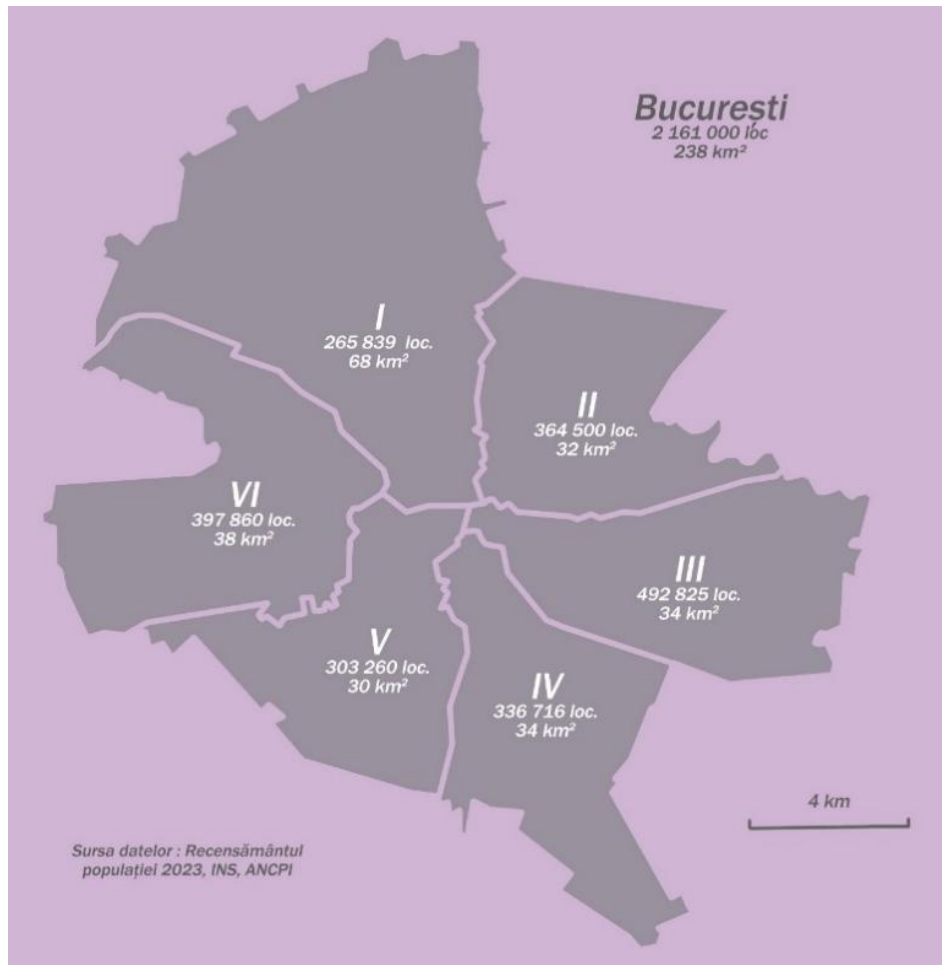 București
2 161 000 loc
238 km²
I
265 839 loc.
68 km²
II
364 500 loc.
32 km²
VI
397 860 loc.
38 km²
III
492 825 loc.
34 km²
V
303 260 loc.
30 km²
IV
336 716 loc.
34 km²
4 km
Sursa datelor : Recensământul
populației 2023, INS, ANCPI